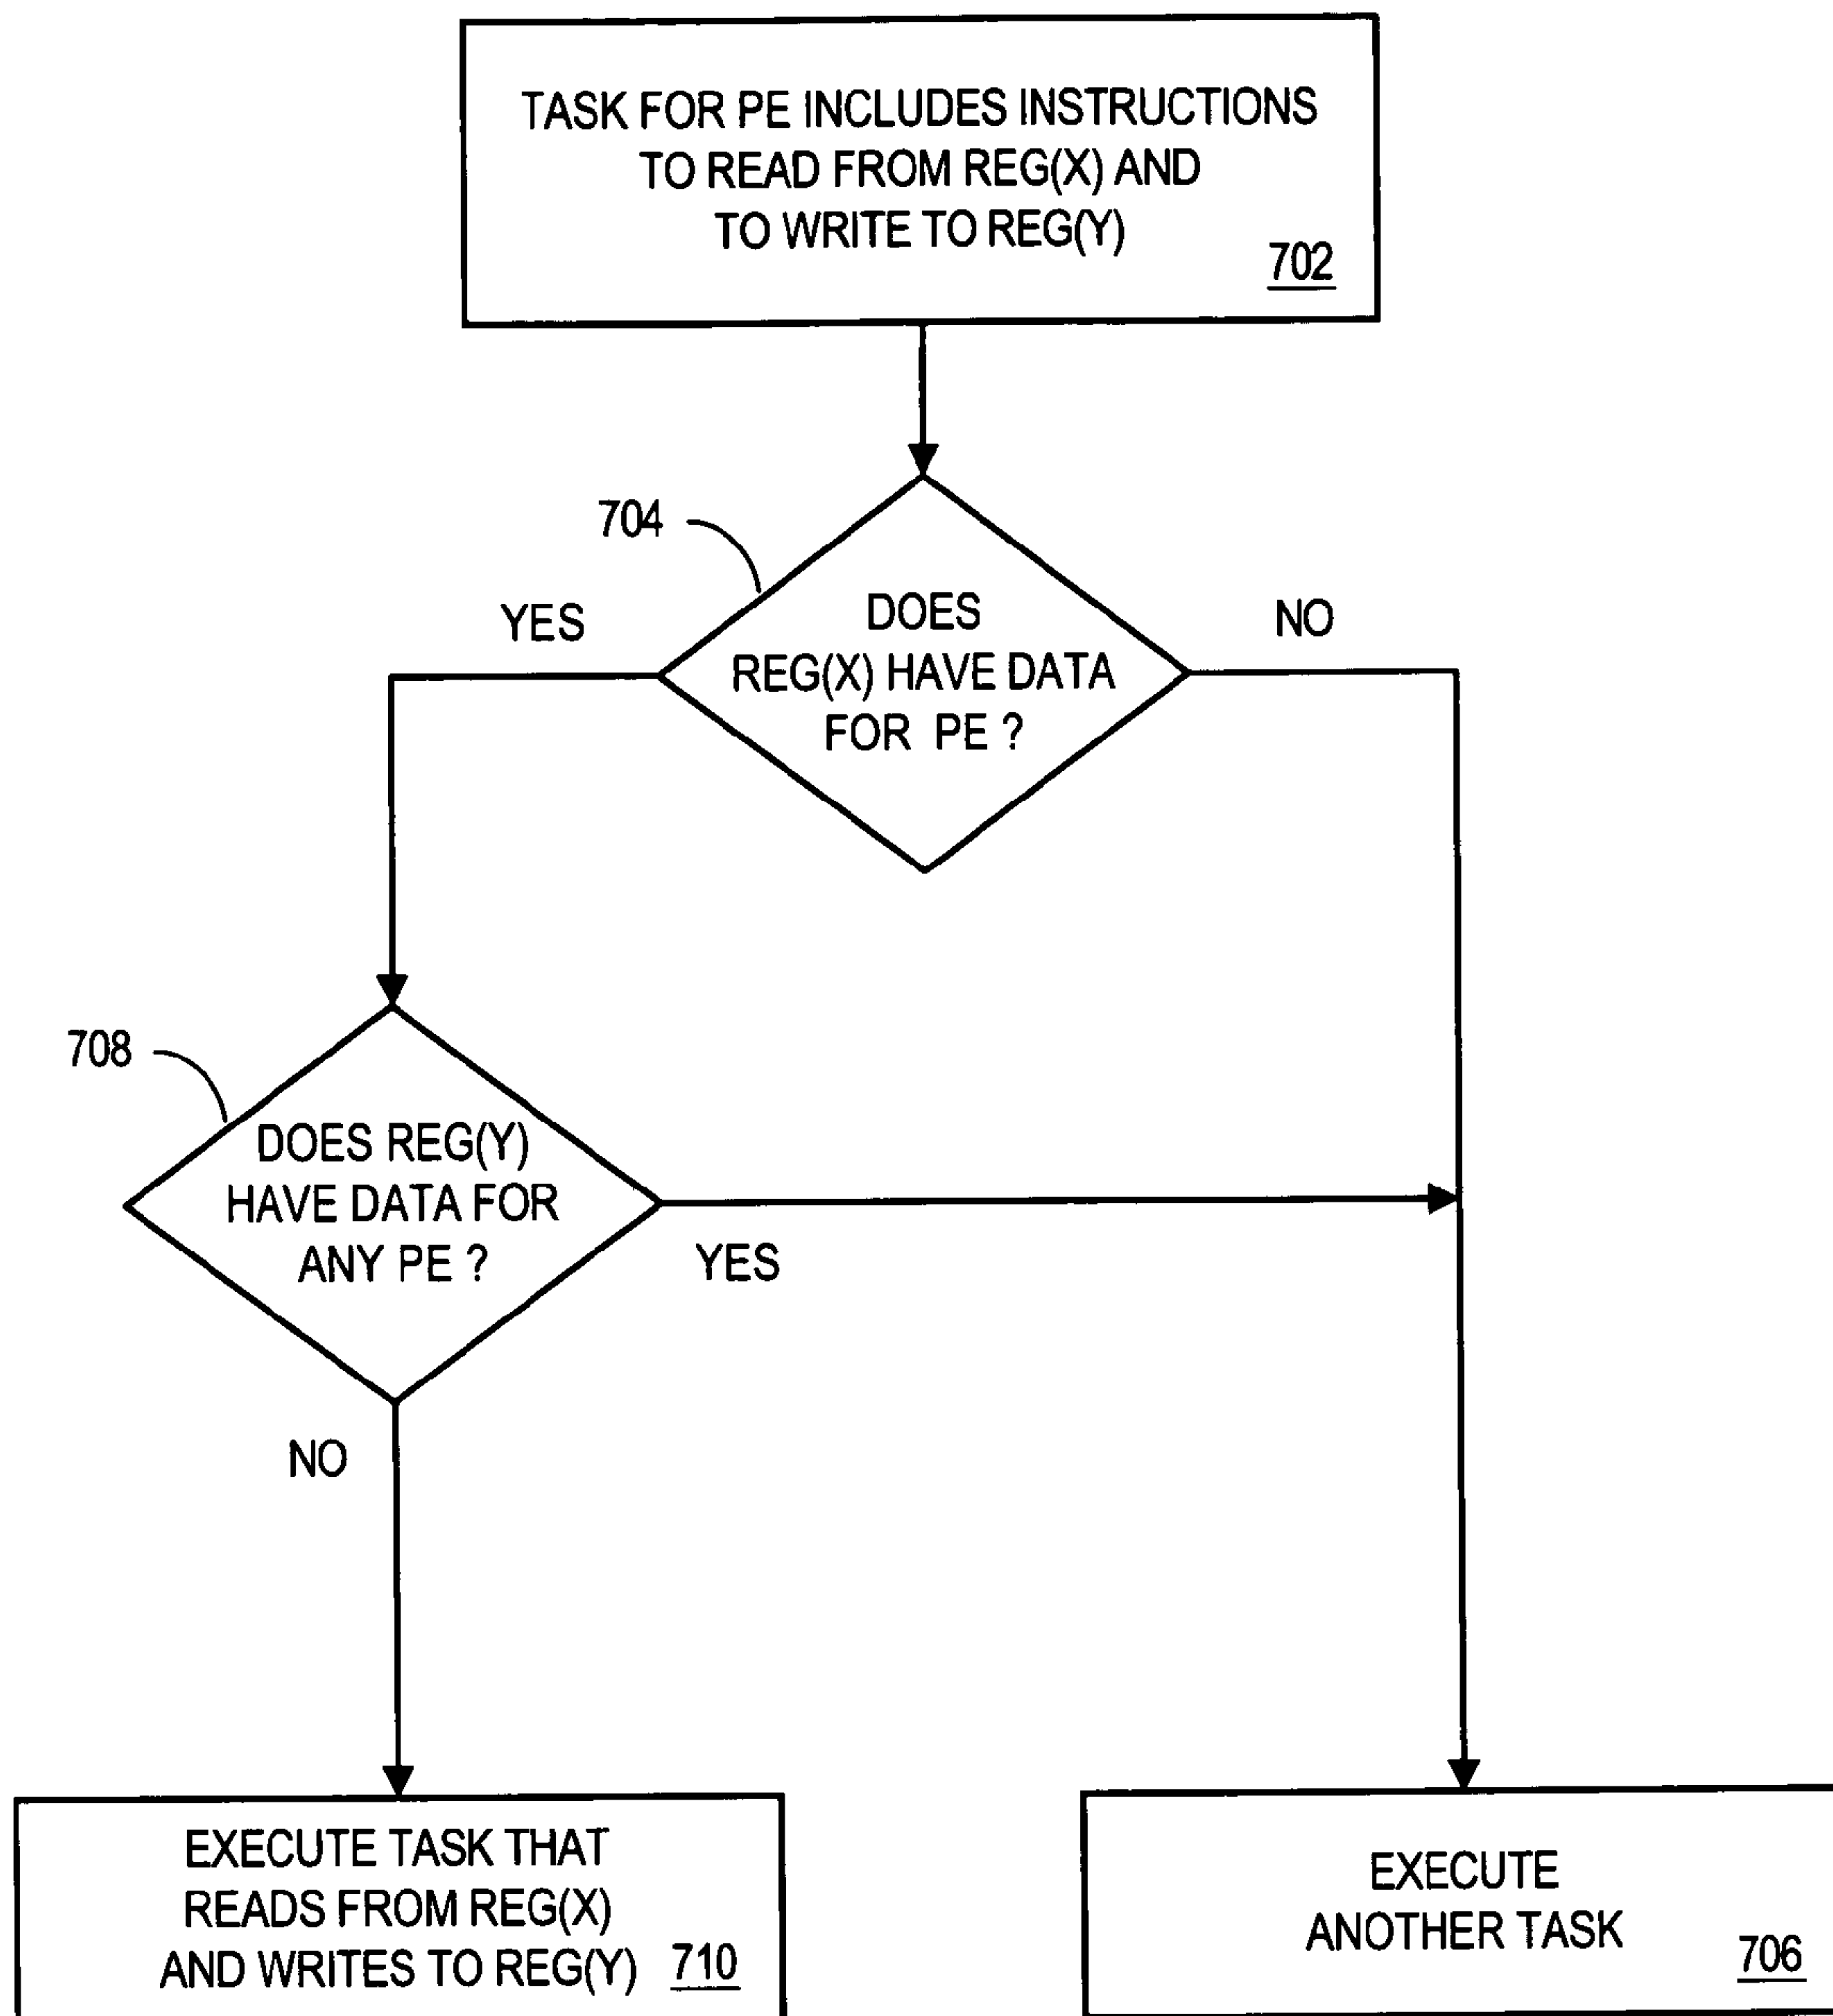 TASK FOR PE INCLUDES INSTRUCTIONS
TO READ FROM REG(X) AND
TO WRITE TO REG(Y)
702
704
YES
NO
DOES
REG(X) HAVE DATA
FOR PE ?
708
DOES REG(Y)
HAVE DATA FOR
ANY PE ?
YES
NO
EXECUTE TASK THAT
READS FROM REG(X)
AND WRITES TO REG(Y)
710
EXECUTE
ANOTHER TASK
706